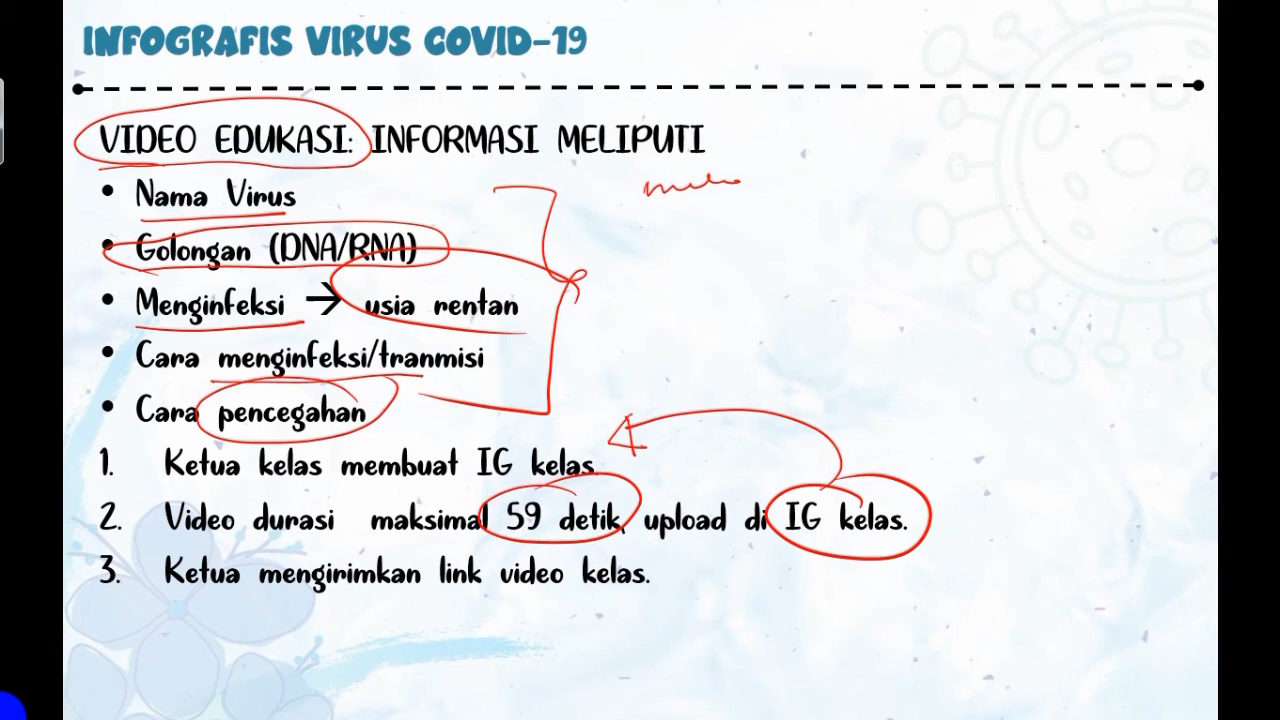 INFOGRAFIS VIRUS COVID-19
VIDEO EDUKASI: INFORMASI MELIPUTI
• Nama Virus
• Golongan (DNA/RNA)
• Menginfeksi → usia rentan
• Cara menginfeksi/tranmisi
• Cara pencegahan
1. Ketua kelas membuat IG kelas.
2. Video durasi maksimal 59 detik, upload di IG kelas.
3. Ketua mengirimkan link video kelas.